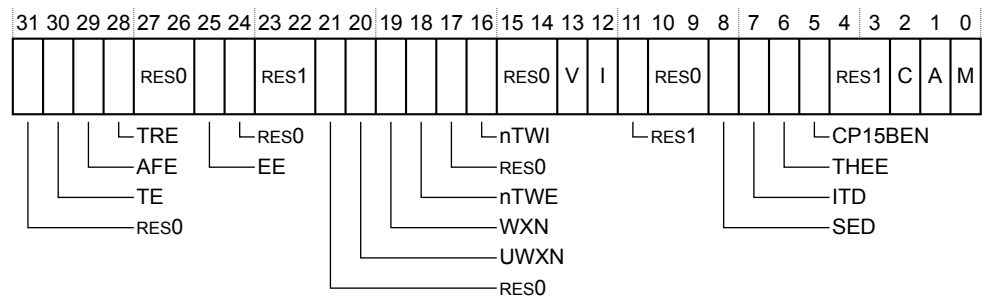 31 30 29 28 27 26 25 24 23 22 21 20 19 18 17 16 15 14 13 12 11 10 9 8 7 6 5 4 3 2 1 0
RES0 RES1 RES0 V I RES0 RES1 C A M
TRE RES0 nTWI RES1 CP15BEN
AFE EE RES0 THEE
TE nTWE ITD
RES0 WXN SED
UWXN
RES0